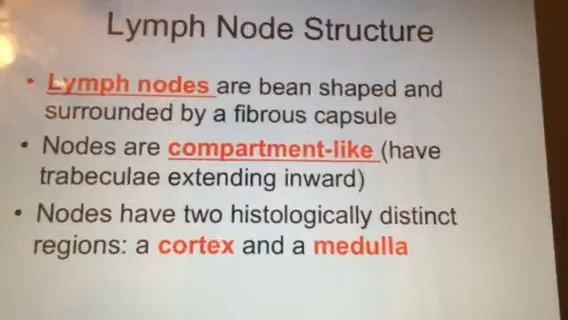 Lymph Node Structure
• Lymph nodes are bean shaped and
surrounded by a fibrous capsule
• Nodes are compartment-like (have
trabeculae extending inward)
• Nodes have two histologically distinct
regions: a cortex and a medulla